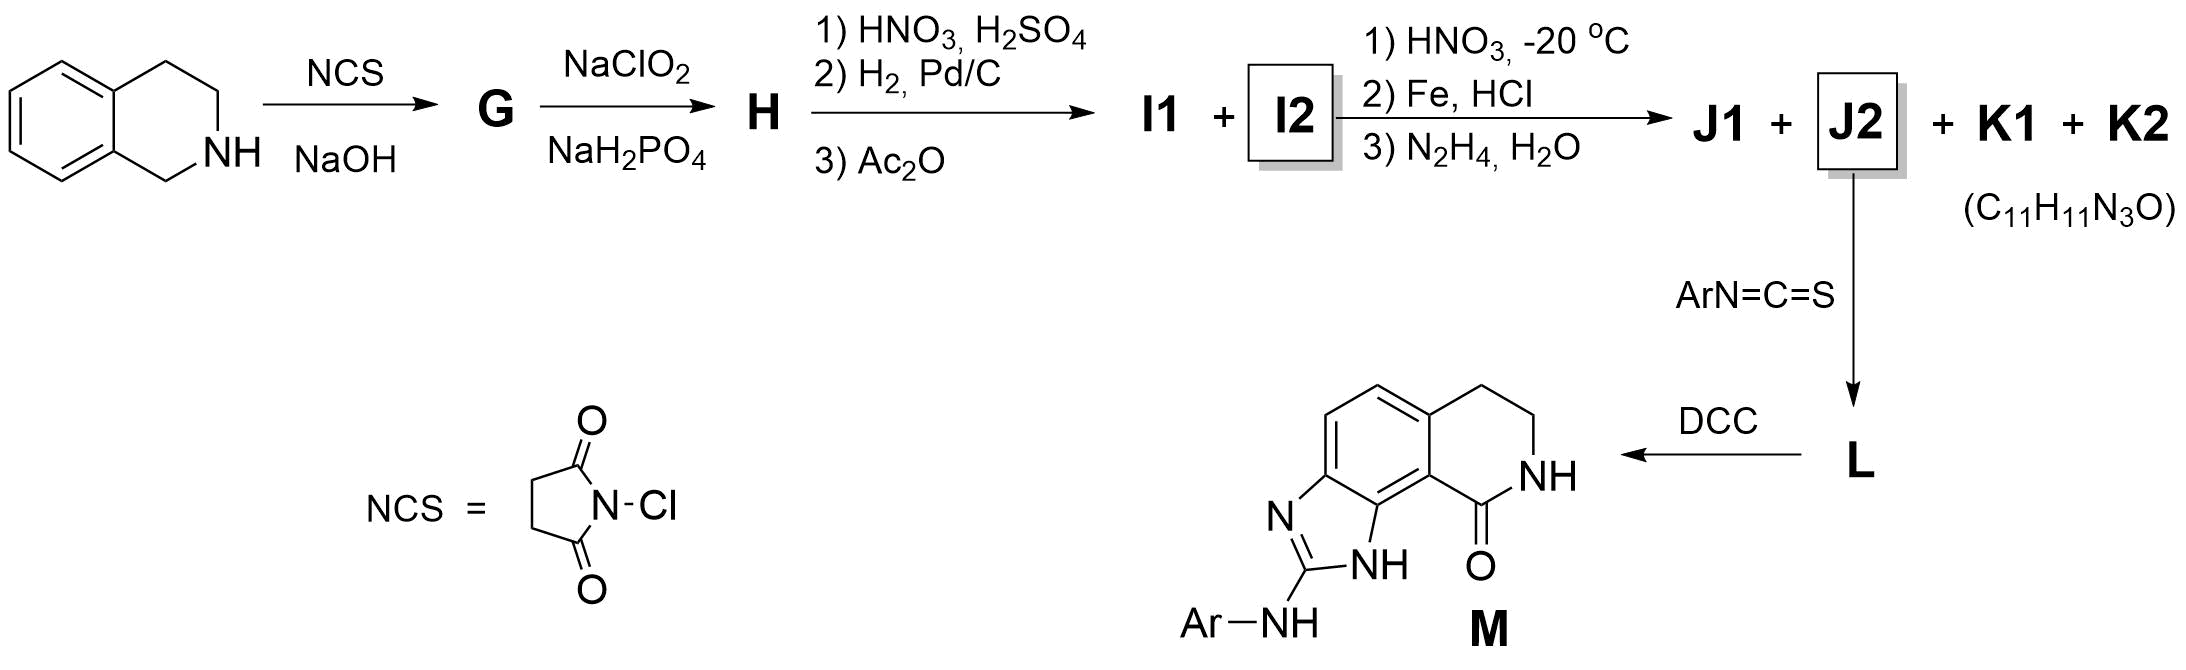 NH
NCS
NaOH
G
NaClO₂
NaH₂PO₄
H
1) HNO₃, H₂SO₄
2) H₂, Pd/C
3) Ac₂O
I1 + I2
1) HNO₃, -20 °C
2) Fe, HCl
3) N₂H₄, H₂O
J1 + J2 + K1 + K2
(C₁₁H₁₁N₃O)
ArN=C=S
L
DCC
NH
O
N
NH
Ar–NH
M
NCS =
O
N-Cl
O